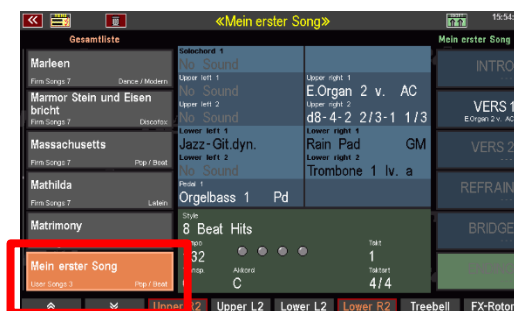 «Mein erster Song»
15:54
Gesamtliste
Mein erster Song
Marleen
Firm Songs 7 Dance / Modern
Marmor Stein und Eisen
bricht
Firm Songs 7 Discofox
Massachusetts
Firm Songs 7 Pop / Beat
Mathilda
Firm Songs 7 Latein
Matrimony
Mein erster Song
User Songs 3 Pop / Beat
Solochord 1
No Sound
Upper left 1
No Sound
Upper right 1
E.Organ 2 v. AC
Upper left 2
No Sound
Upper right 2
d8-4-2 2/3-1 1/3
Lower left 1
Jazz-Git.dyn.
Lower right 1
Rain Pad GM
Lower left 2
No Sound
Lower right 2
Trombone 1 lv. a
Pedal 1
Orgelbass 1 Pd
Style
8 Beat Hits
Takt
1
Akkord
C
Taktart
4/4
INTRO
VERS 1
E.Organ 2 v. AC
VERS 2
REFRAIN
BRIDGE
Upper L2
Lower L2
Lower R2
Treebell
FX-Rotor